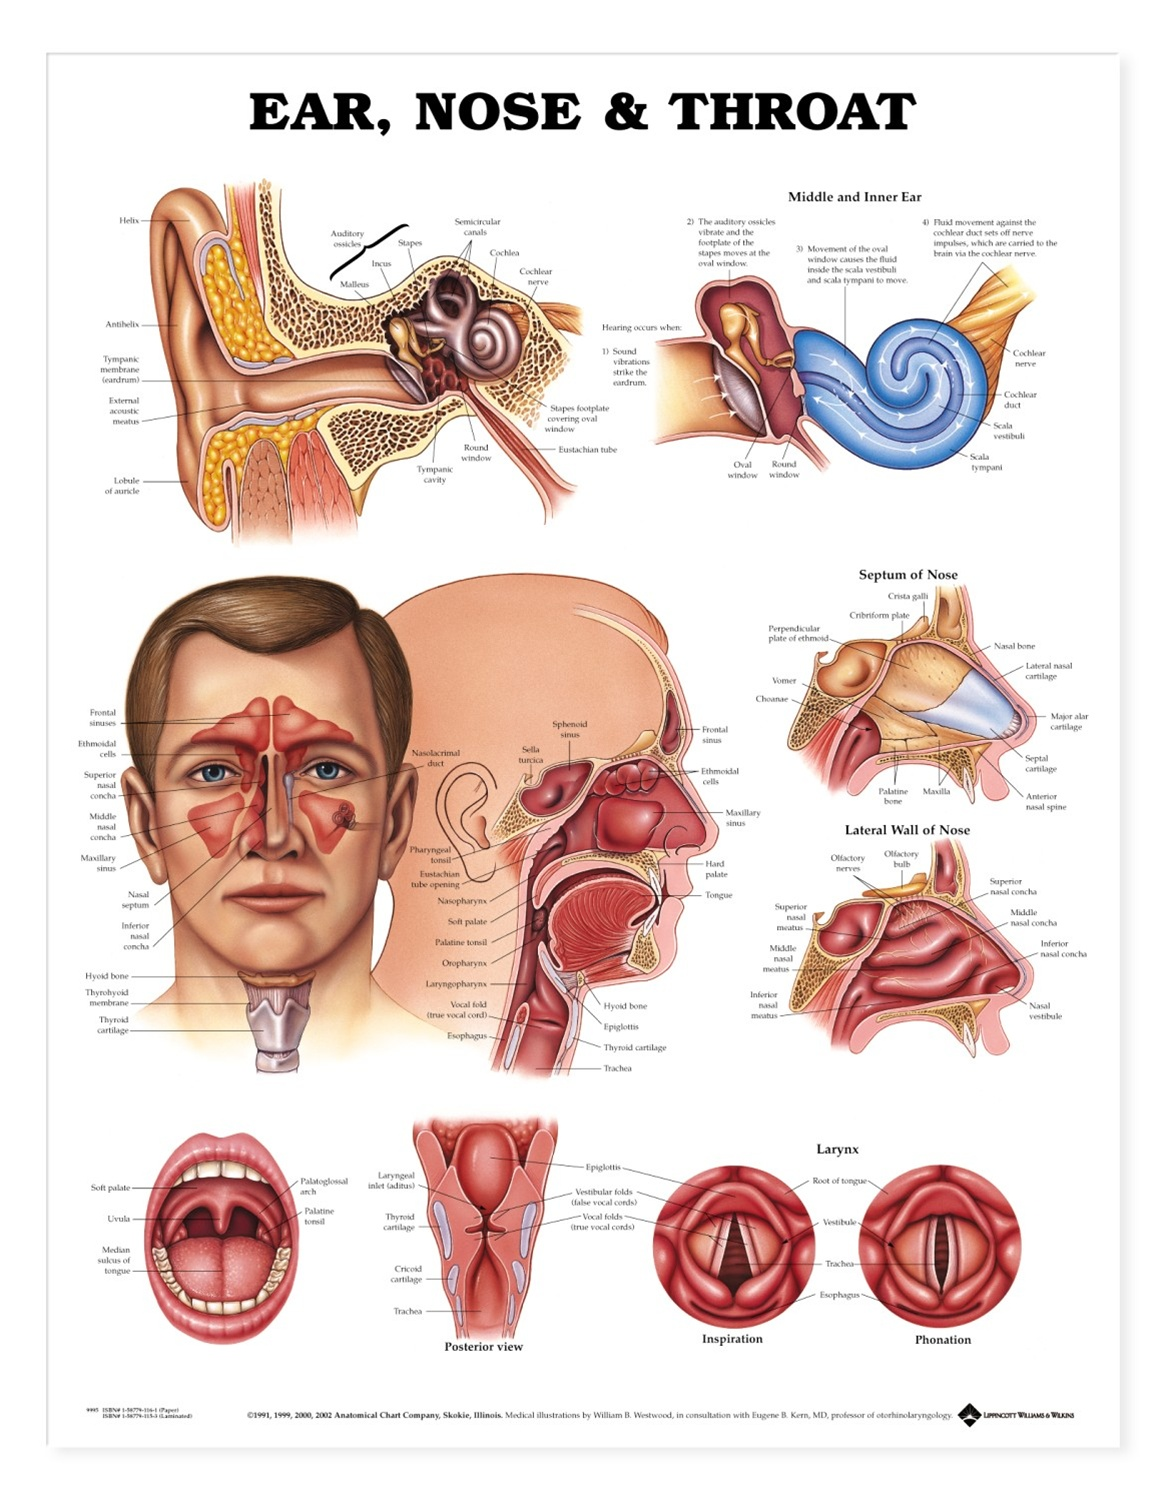 EAR, NOSE & THROAT
Helix
Antihelix
Tympanic
membrane
(eardrum)
External
acoustic
meatus
Lobule
of auricle
Auditory
ossicles
Malleus
Incus
Stapes
Semicircular
canals
Cochlea
Cochlear
nerve
Stapes footplate
covering oval
window
Eustachian tube
Round
window
Tympanic
cavity
Middle and Inner Ear
Hearing occurs when:
1) Sound
vibrations
strike the
eardrum.
2) The auditory ossicles
vibrate and the
footplate of the
stapes moves at the
oval window.
3) Movement of the oval
window causes the fluid
inside the scala vestibuli
and scala tympani to move.
4) Fluid movement against the
cochlear duct sets off nerve
impulses, which are carried to the
brain via the cochlear nerve.
Cochlear
nerve
Cochlear
duct
Scala
vestibuli
Scala
tympani
Oval
window
Round
window
Frontal
sinuses
Ethmoidal
cells
Superior
nasal
concha
Middle
nasal
concha
Maxillary
sinus
Nasal
septum
Inferior
nasal
concha
Hyoid bone
Thyrohyoid
membrane
Thyroid
cartilage
Nasolacrimal
duct
Sella
turcica
Sphenoid
sinus
Frontal
sinus
Ethmoidal
cells
Maxillary
sinus
Hard
palate
Tongue
Pharyngeal
tonsil
Eustachian
tube opening
Nasopharynx
Soft palate
Palatine tonsil
Oropharynx
Laryngopharynx
Vocal fold
(true vocal cord)
Esophagus
Hyoid bone
Epiglottis
Thyroid cartilage
Trachea
Septum of Nose
Crista galli
Cribriform plate
Perpendicular
plate of ethmoid
Vomer
Choanae
Nasal bone
Lateral nasal
cartilage
Major alar
cartilage
Septal
cartilage
Anterior
nasal spine
Palatine
bone
Maxilla
Lateral Wall of Nose
Olfactory
nerves
Olfactory
bulb
Superior
nasal concha
Middle
nasal concha
Inferior
nasal concha
Nasal
vestibule
Superior
nasal
meatus
Middle
nasal
meatus
Inferior
nasal
meatus
Soft palate
Uvula
Median
sulcus of
tongue
Palatoglossal
arch
Palatine
tonsil
Laryngeal
inlet (aditus)
Thyroid
cartilage
Cricoid
cartilage
Trachea
Posterior view
Epiglottis
Vestibular folds
(false vocal cords)
Vocal folds
(true vocal cords)
Larynx
Root of tongue
Vestibule
Trachea
Esophagus
Inspiration
Phonation
9995 ISBN# 1-58779-116-1 (Paper)
ISBN# 1-58779-115-3 (Laminated)
©1991, 1999, 2000, 2002 Anatomical Chart Company, Skokie, Illinois. Medical illustrations by William B. Westwood, in consultation with Eugene B. Kern, MD, professor of otorhinolaryngology.
LIPPINCOTT WILLIAMS & WILKINS